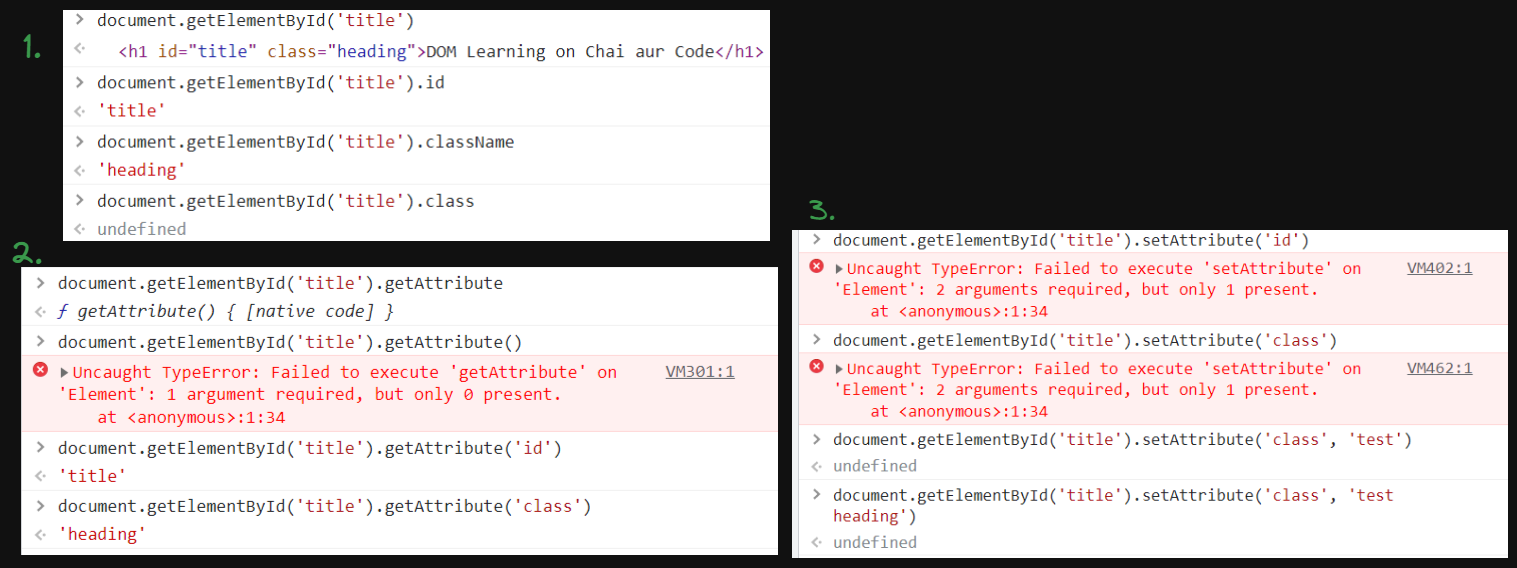 1.
document.getElementById('title')
<h1 id="title" class="heading">DOM Learning on Chai aur Code</h1>
document.getElementById('title').id
'title'
document.getElementById('title').className
'heading'
document.getElementById('title').class
undefined
2.
document.getElementById('title').getAttribute
ƒ getAttribute() { [native code] }
document.getElementById('title').getAttribute()
Uncaught TypeError: Failed to execute 'getAttribute' on VM301:1
'Element': 1 argument required, but only 0 present.
at <anonymous>:1:34
document.getElementById('title').getAttribute('id')
'title'
document.getElementById('title').getAttribute('class')
'heading'
3.
document.getElementById('title').setAttribute('id')
Uncaught TypeError: Failed to execute 'setAttribute' on VM402:1
'Element': 2 arguments required, but only 1 present.
at <anonymous>:1:34
document.getElementById('title').setAttribute('class')
Uncaught TypeError: Failed to execute 'setAttribute' on VM462:1
'Element': 2 arguments required, but only 1 present.
at <anonymous>:1:34
document.getElementById('title').setAttribute('class', 'test')
undefined
document.getElementById('title').setAttribute('class', 'test
heading')
undefined